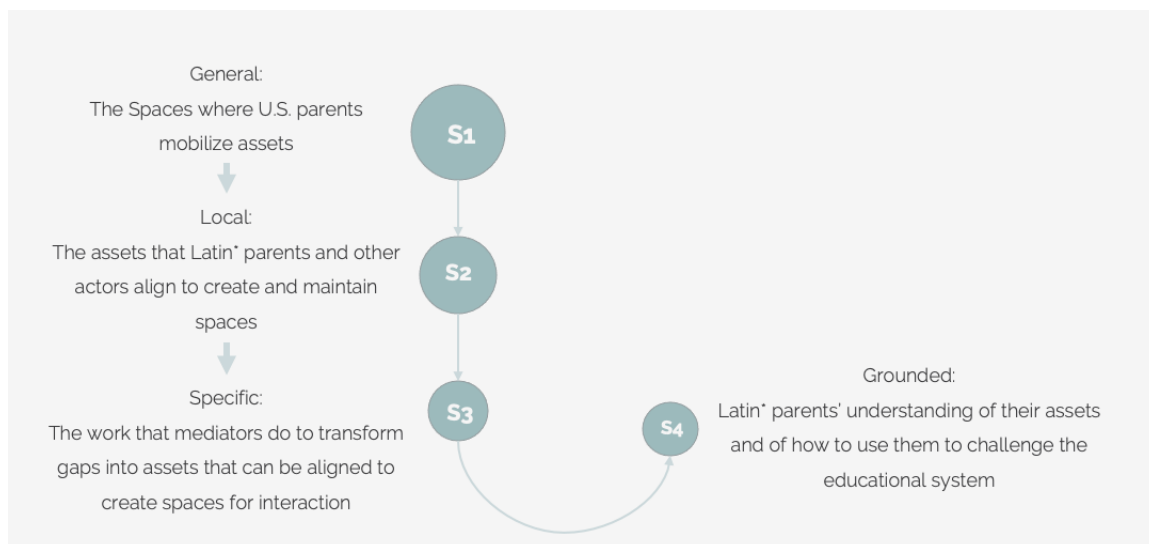 General:
The Spaces where U.S. parents
mobilize assets
S1
Local:
The assets that Latin* parents and other
actors align to create and maintain
spaces
S2
Specific:
The work that mediators do to transform
gaps into assets that can be aligned to
create spaces for interaction
S3
S4
Grounded:
Latin* parents' understanding of their assets
and of how to use them to challenge the
educational system